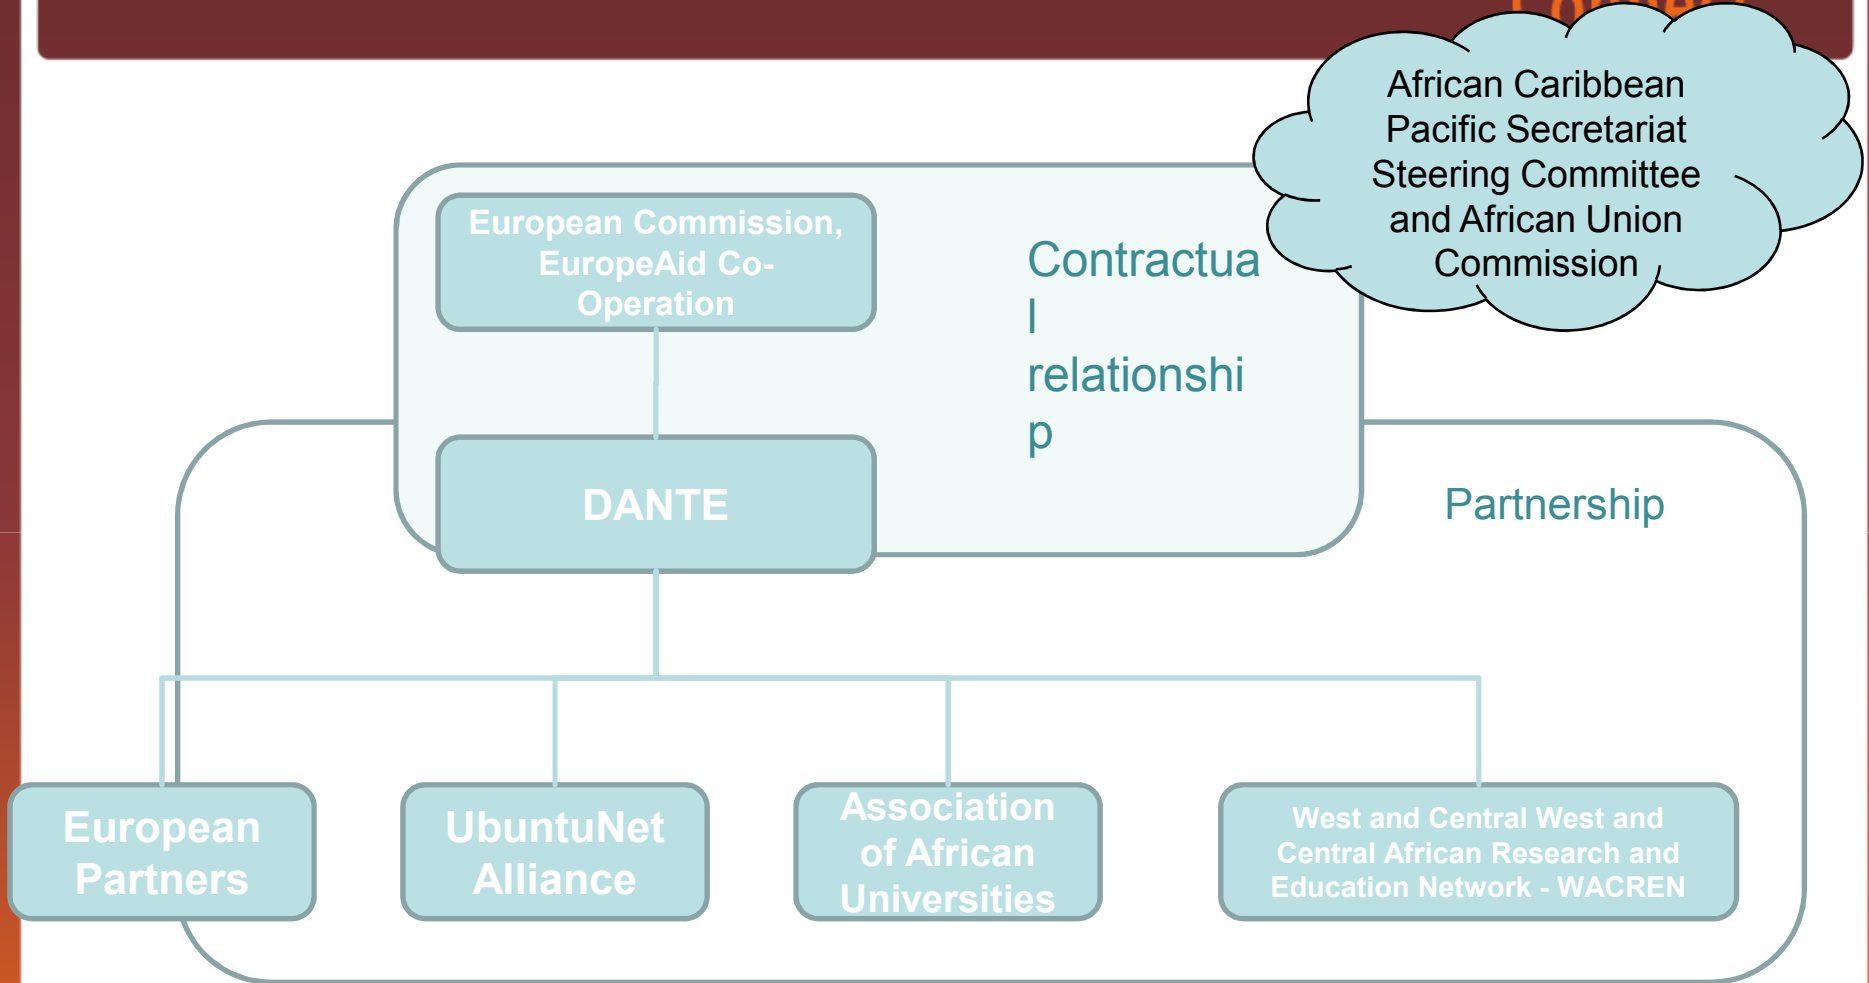 African Caribbean
Pacific Secretariat
Steering Committee
and African Union
Commission
European Commission,
EuropeAid Co-
Operation
Contractua
l
relationshi
p
DANTE
Partnership
European
Partners
UbuntuNet
Alliance
Association
of African
Universities
West and Central West and
Central African Research and
Education Network - WACREN